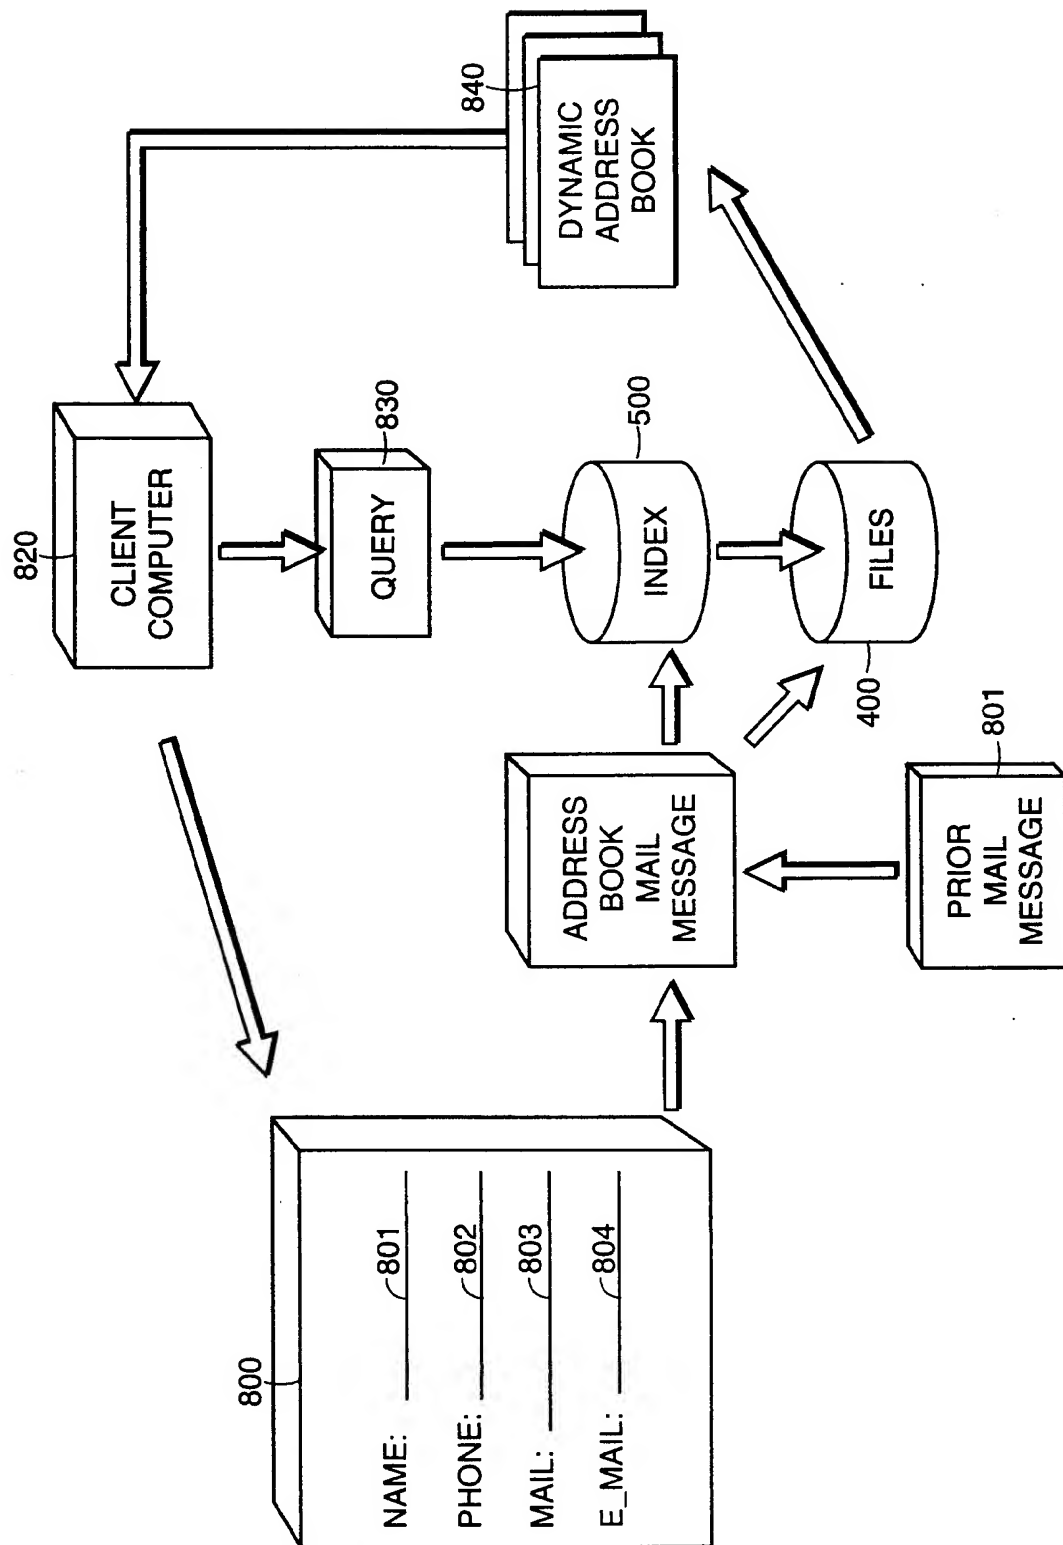 800
NAME:
801
PHONE:
802
MAIL:
803
E_MAIL:
804
820
CLIENT
COMPUTER
830
QUERY
500
INDEX
FILES
400
ADDRESS
BOOK
MAIL
MESSAGE
801
PRIOR
MAIL
MESSAGE
840
DYNAMIC
ADDRESS
BOOK